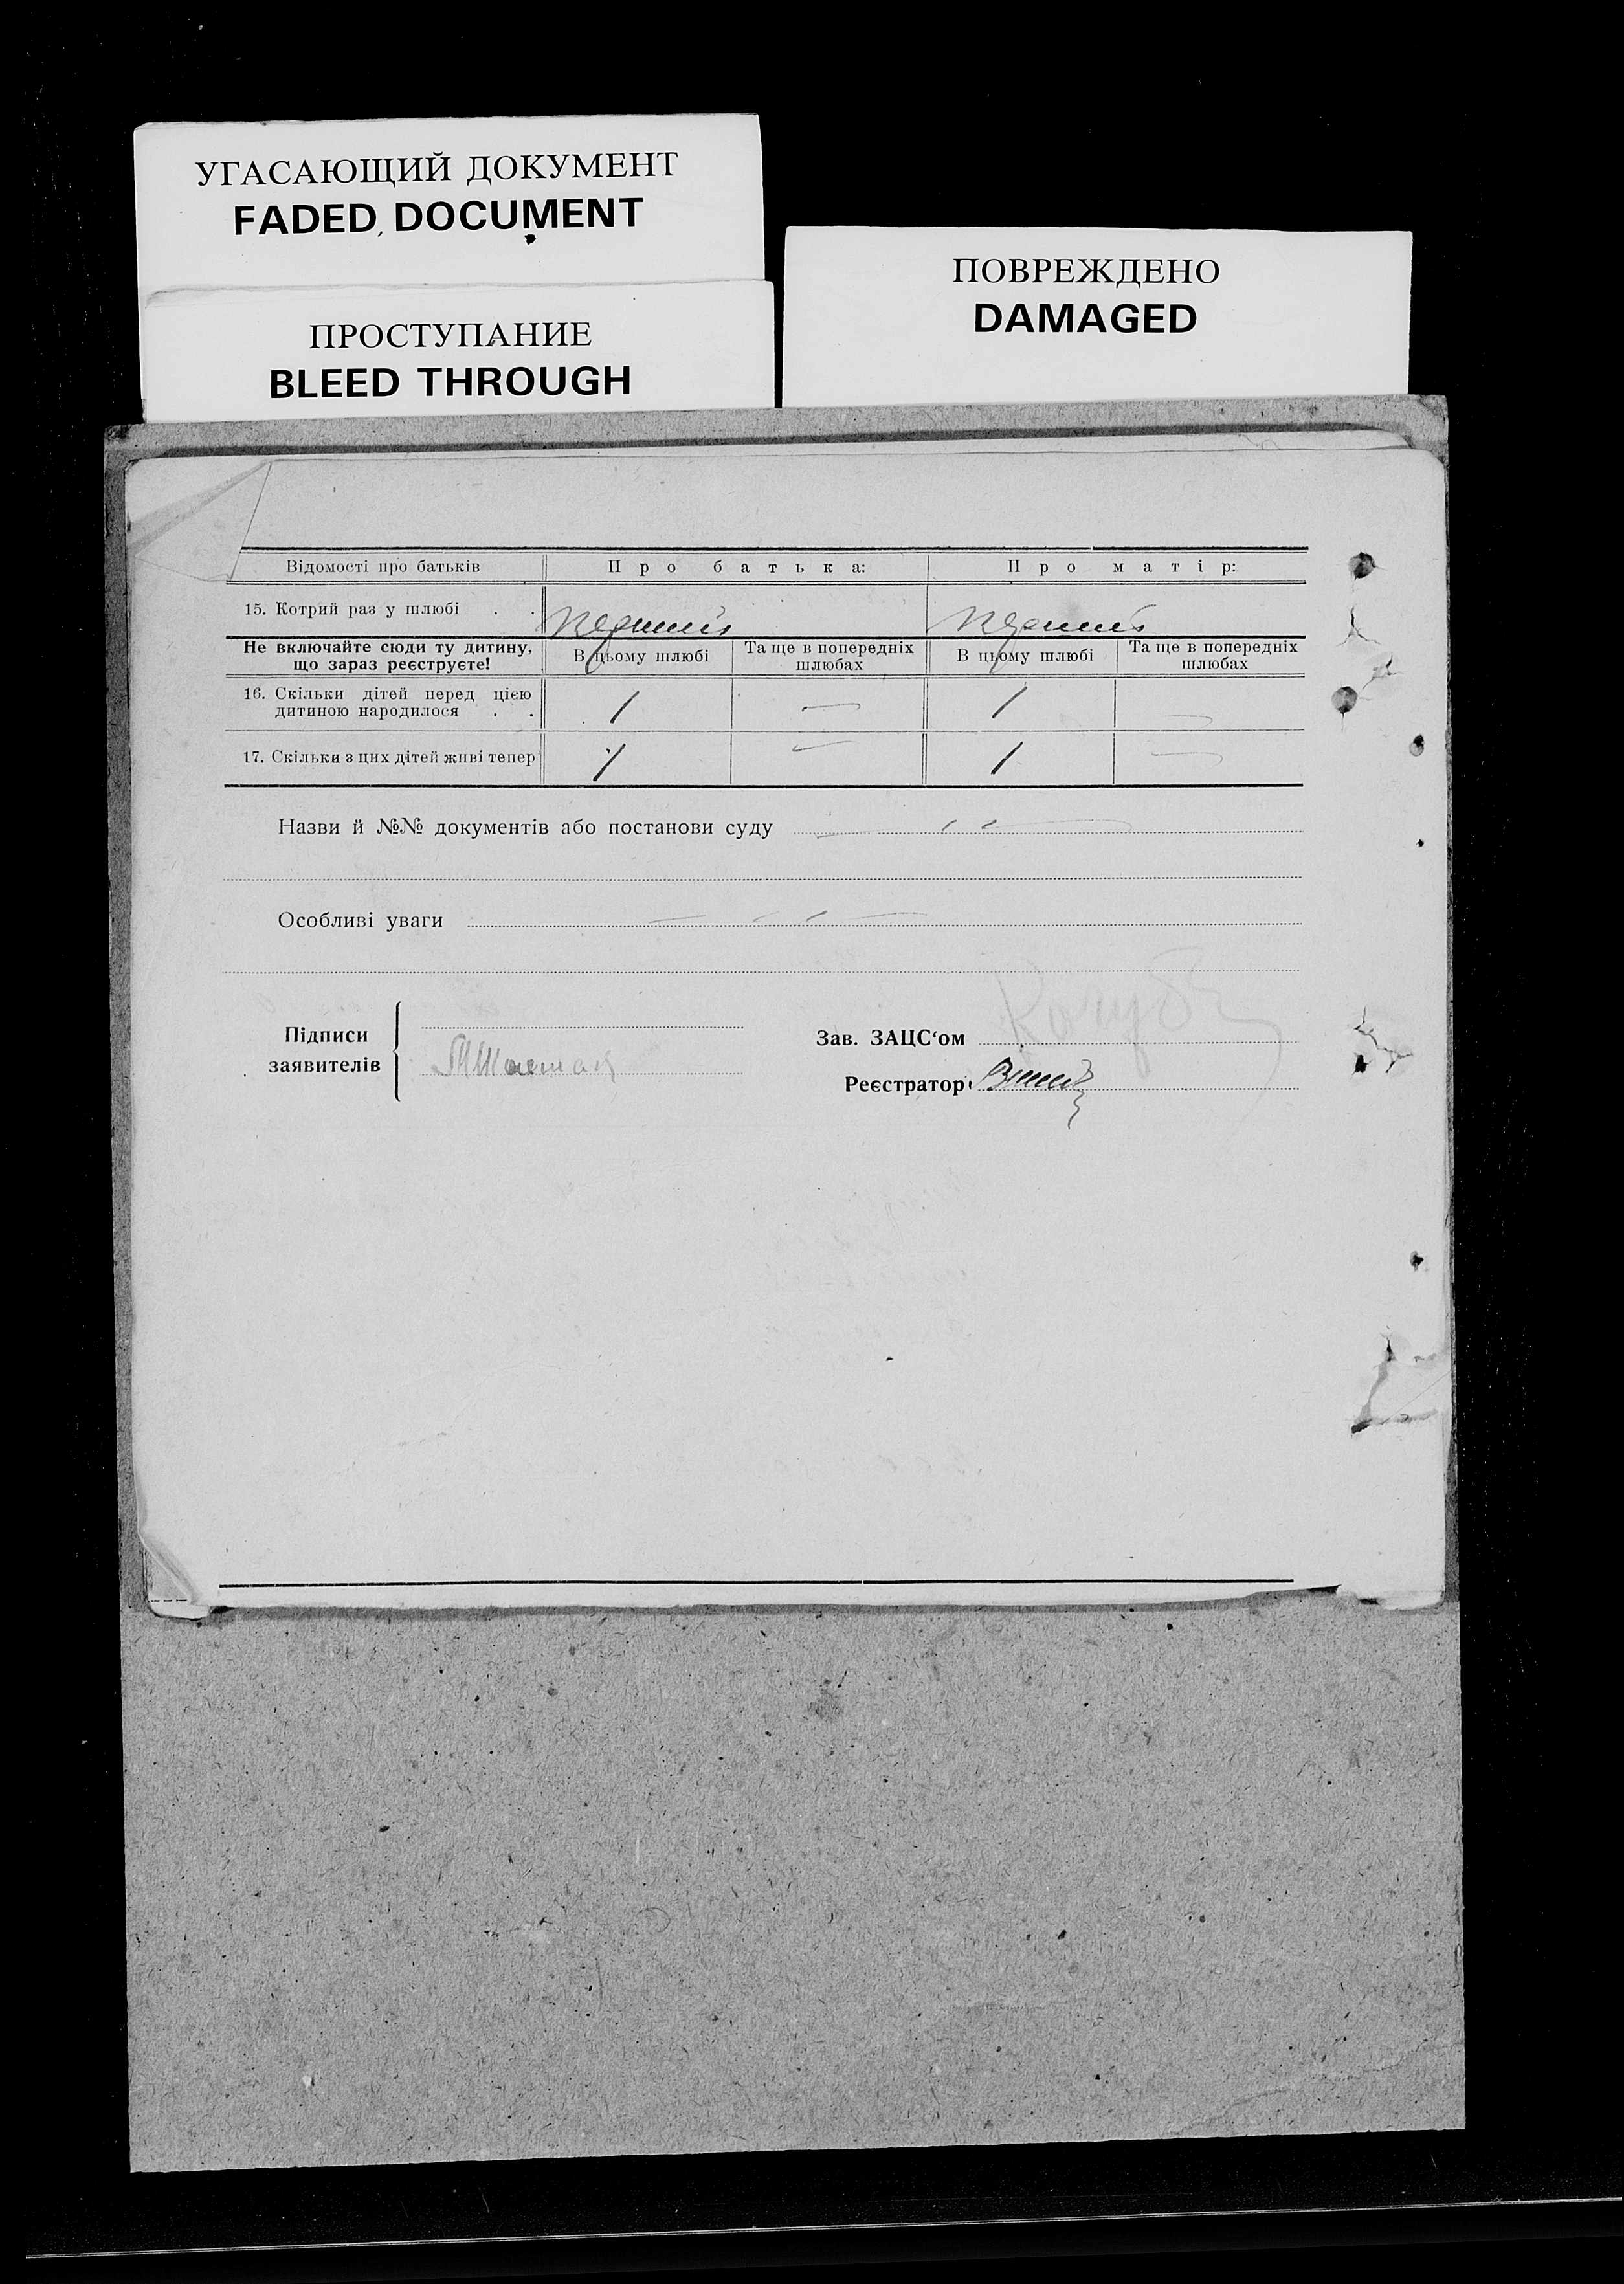 УГАСАЮЩИЙ ДОКУМЕНТ
FADED DOCUMENT
ПРОСТУПАНИЕ
BLEED THROUGH
ПОВРЕЖДЕНО
DAMAGED
Відомості про батьків Про батька: Про матір:
15. Котрий раз у шлюбі . . первий первий
Не включайте сюди ту дитину, що зараз реєструєте! В цьому шлюбі Та ще в попередніх шлюбах В цьому шлюбі Та ще в попередніх шлюбах
16. Скільки дітей перед цією дитиною народилося . . 1 — 1 —
17. Скільки з цих дітей живі тепер 1 — 1 —
Назви й №№ документів або постанови суду
Особливі уваги
Підписи заявителів
Зав. ЗАЦС‘ом
Реєстратор